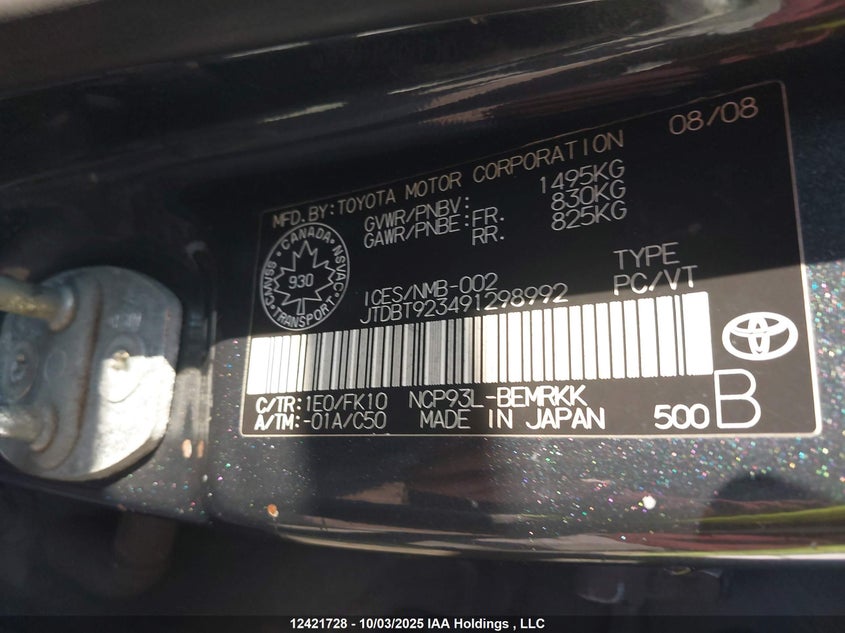 08/08
MFD.BY:TOYOTA MOTOR CORPORATION
GVWR/PNBV: 1495KG
GAWR/PNBE: FR. 830KG
RR. 825KG
CANADA
NSVAC
930
TRANSPORT
SSAVC
ICES/NMB-002
TYPE
JTDBT923491298992
PC/VT
C/TR: 1E0/FK10 NCP93L-BEMRKK
A/TM: -01A/C50 MADE IN JAPAN
500 B
12421728 - 10/03/2025 IAA Holdings , LLC